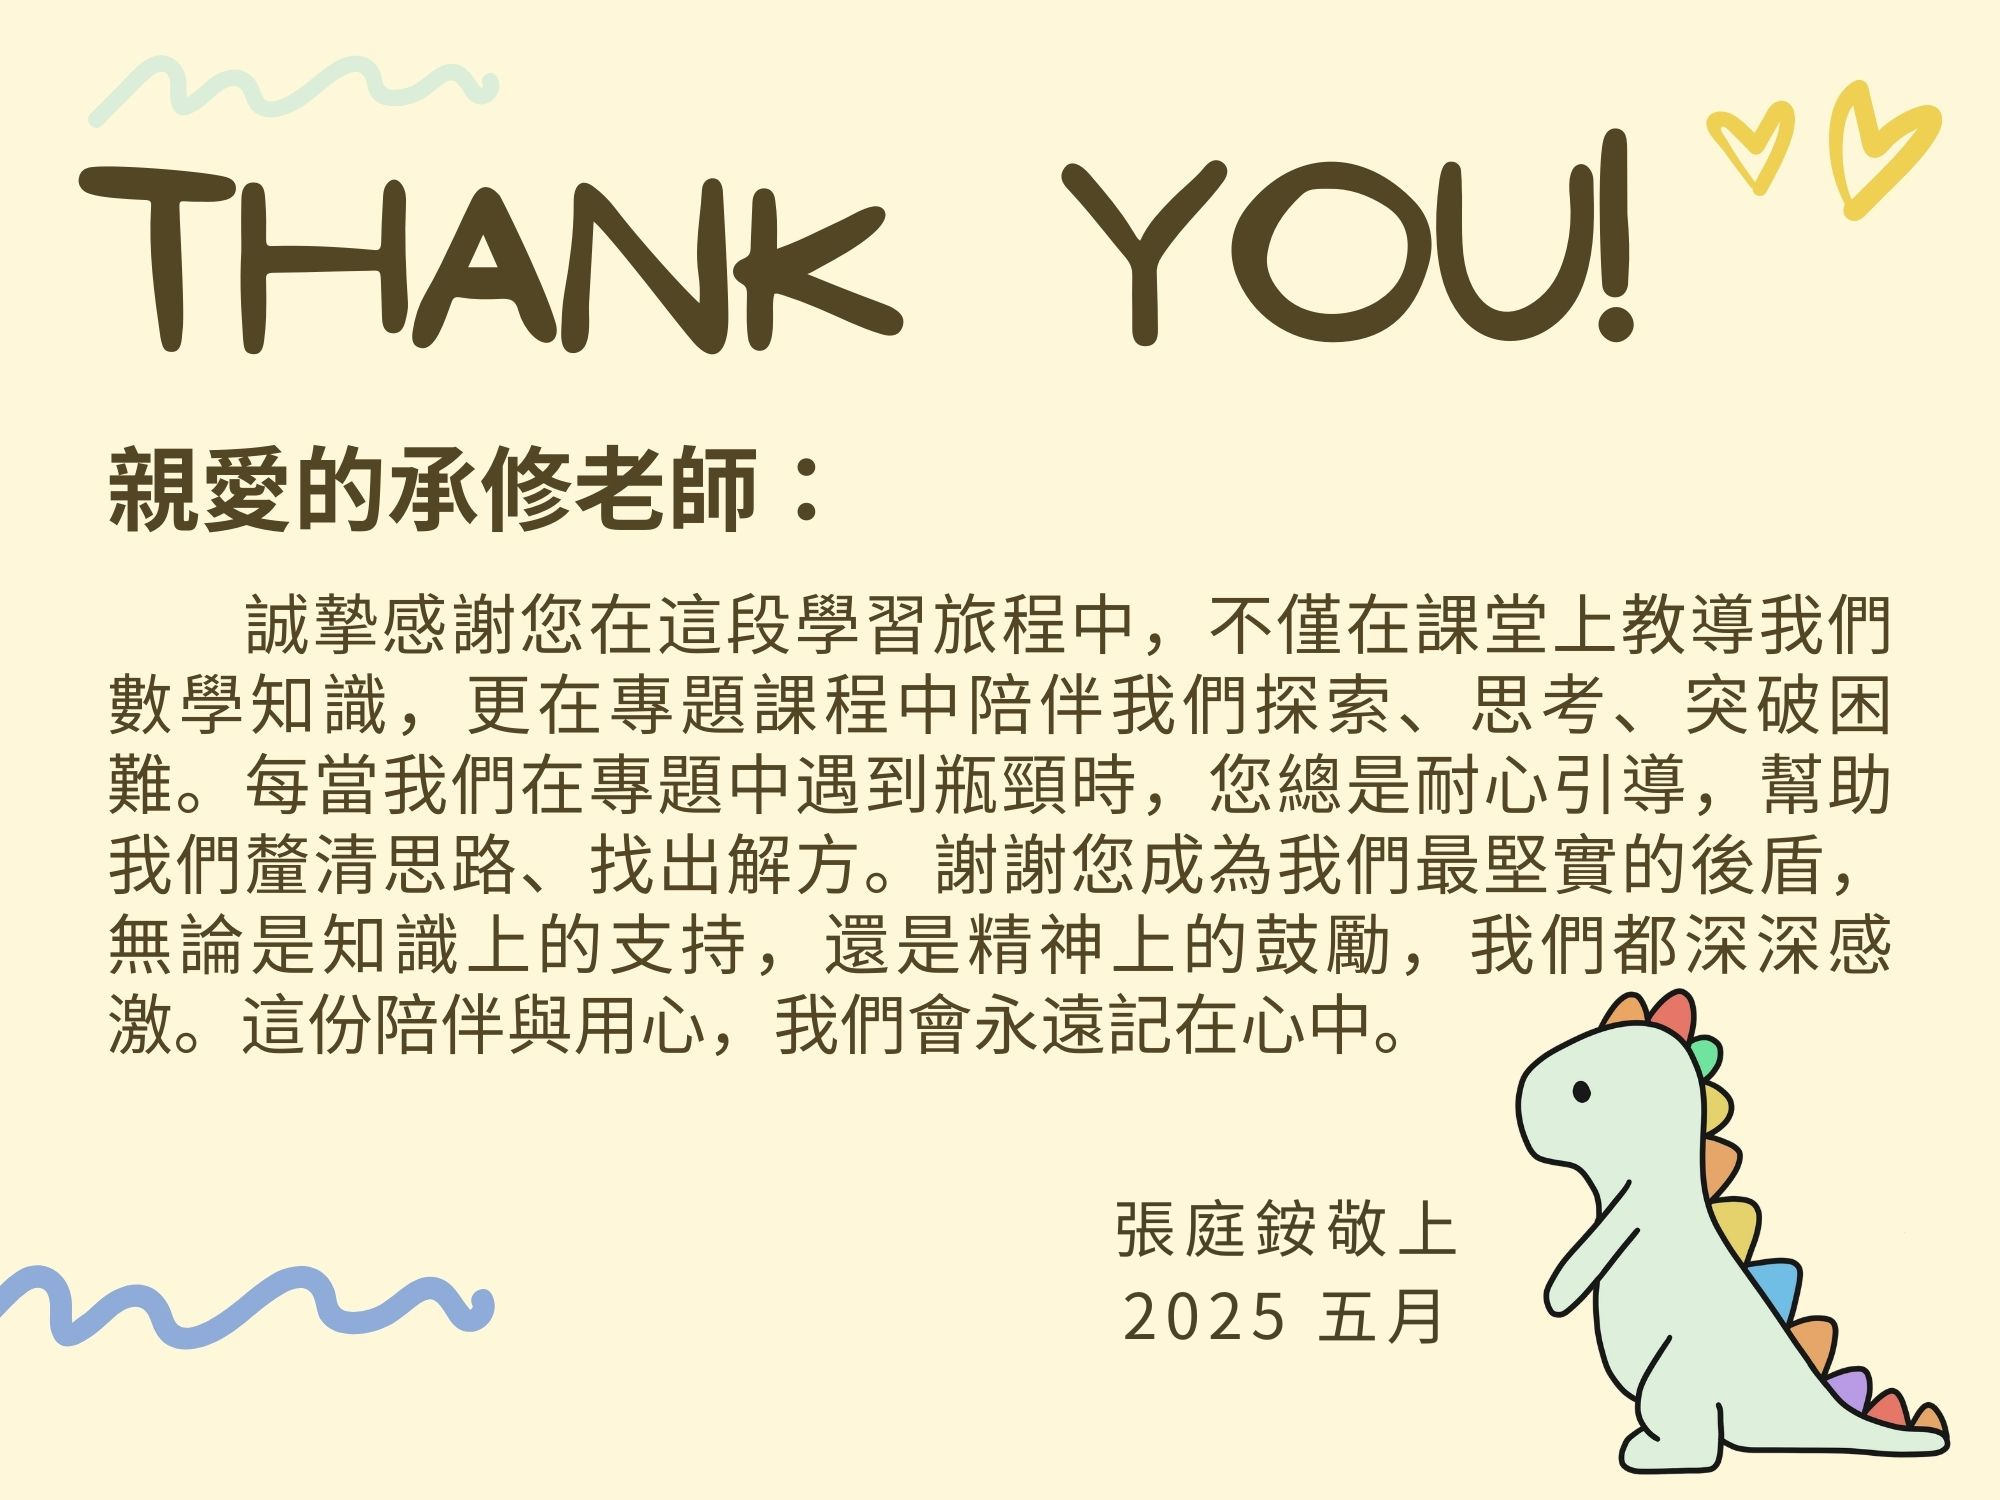 THANK YOU!
親愛的承修老師：
誠摯感謝您在這段學習旅程中，不僅在課堂上教導我們
數學知識，更在專題課程中陪伴我們探索、思考、突破困
難。每當我們在專題中遇到瓶頸時，您總是耐心引導，幫助
我們釐清思路、找出解方。謝謝您成為我們最堅實的後盾，
無論是知識上的支持，還是精神上的鼓勵，我們都深深感
激。這份陪伴與用心，我們會永遠記在心中。
張庭銨敬上
2025 五月